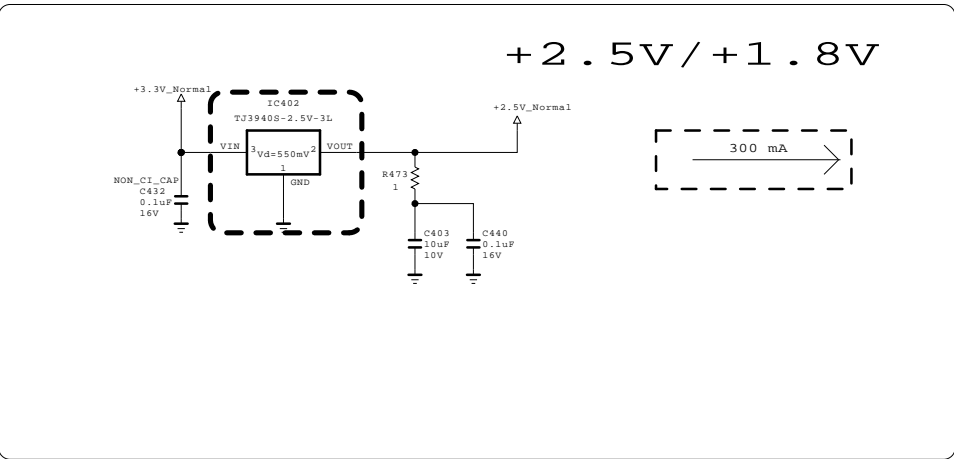 +2.5V/+1.8V
+3.3V_Normal
IC402
TJ3940S-2.5V-3L
+2.5V_Normal
VIN
3
Vd=550mV
2
VOUT
1
GND
300 mA
NON_CI_CAP
C432
0.1uF
16V
R473
1
C403
10uF
10V
C440
0.1uF
16V